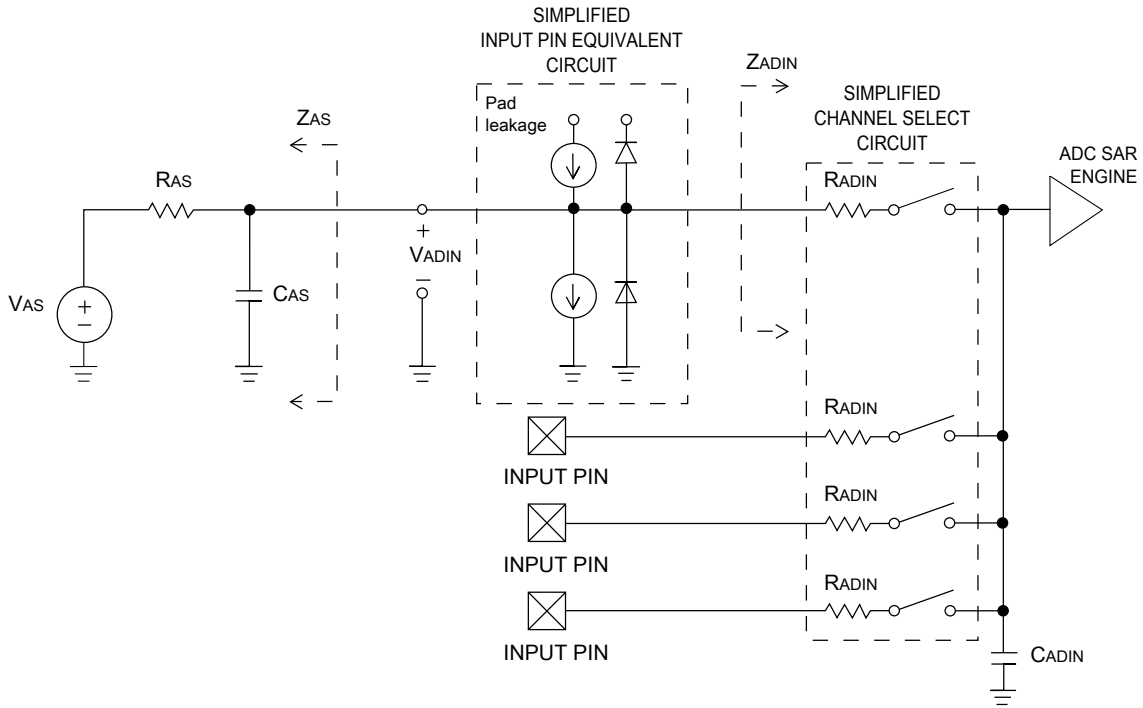 SIMPLIFIED
INPUT PIN EQUIVALENT
CIRCUIT
ZADIN
Pad
leakage
SIMPLIFIED
CHANNEL SELECT
CIRCUIT
ZAS
ADC SAR
ENGINE
RAS
RADIN
+
VADIN
–
CAS
VAS
+
–
RADIN
INPUT PIN
RADIN
INPUT PIN
RADIN
INPUT PIN
CADIN